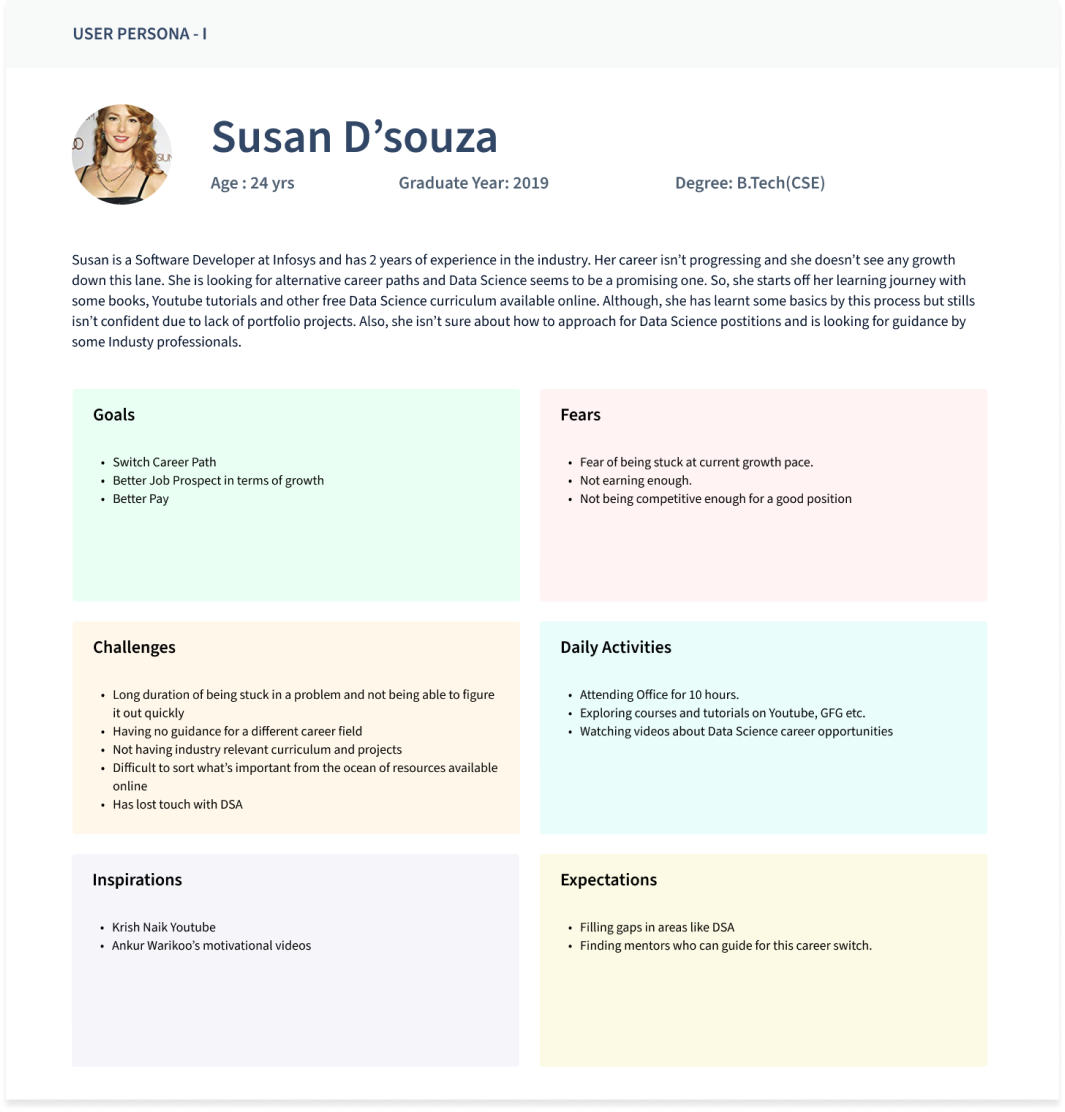 USER PERSONA - I
Susan D’souza
Age : 24 yrs
Graduate Year: 2019
Degree: B.Tech(CSE)
Susan is a Software Developer at Infosys and has 2 years of experience in the industry. Her career isn’t progressing and she doesn’t see any growth
down this lane. She is looking for alternative career paths and Data Science seems to be a promising one. So, she starts off her learning journey with
some books, Youtube tutorials and other free Data Science curriculum available online. Although, she has learnt some basics by this process but stills
isn’t confident due to lack of portfolio projects. Also, she isn’t sure about how to approach for Data Science postitions and is looking for guidance by
some Industy professionals.
Goals
• Switch Career Path
• Better Job Prospect in terms of growth
• Better Pay
Fears
• Fear of being stuck at current growth pace.
• Not earning enough.
• Not being competitive enough for a good position
Challenges
• Long duration of being stuck in a problem and not being able to figure
it out quickly
• Having no guidance for a different career field
• Not having industry relevant curriculum and projects
• Difficult to sort what’s important from the ocean of resources available
online
• Has lost touch with DSA
Daily Activities
• Attending Office for 10 hours.
• Exploring courses and tutorials on Youtube, GFG etc.
• Watching videos about Data Science career opportunities
Inspirations
• Krish Naik Youtube
• Ankur Warikoo’s motivational videos
Expectations
• Filling gaps in areas like DSA
• Finding mentors who can guide for this career switch.